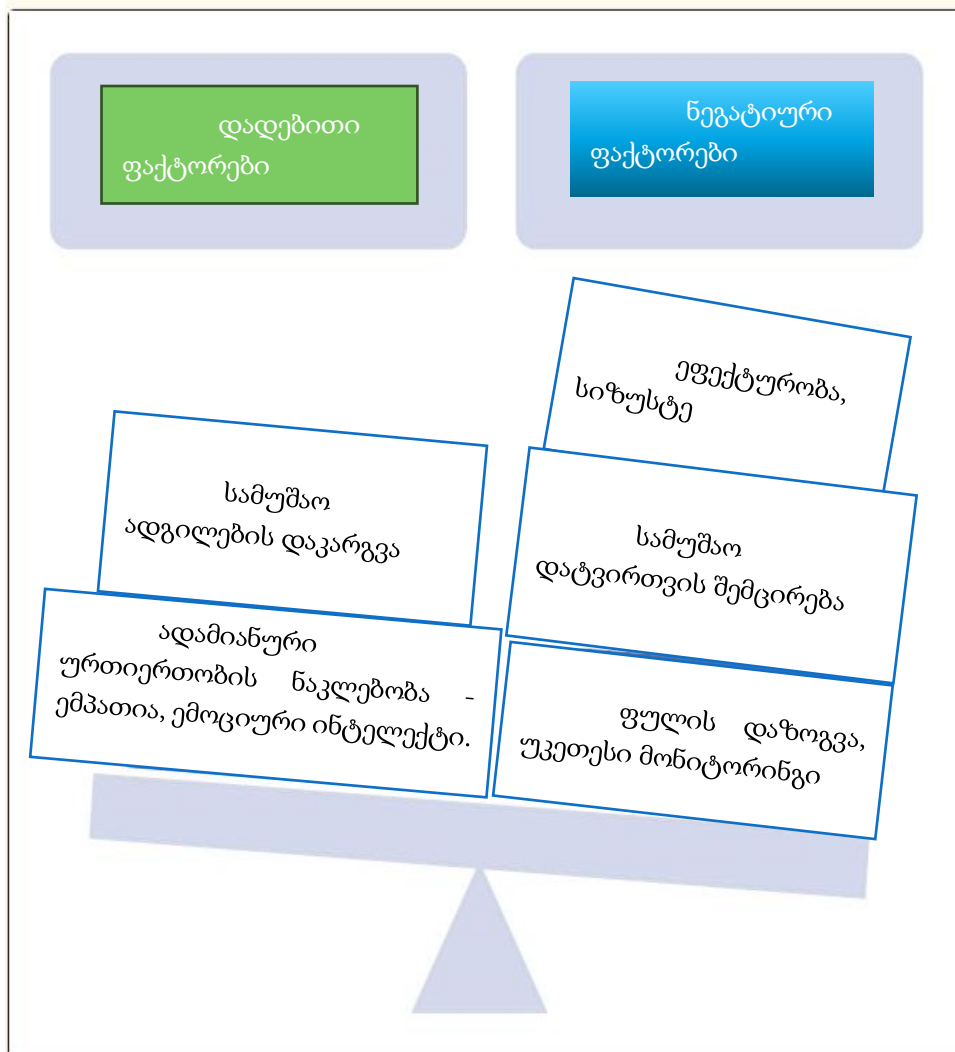 დადებითი
ფაქტორები
ნეგატიური
ფაქტორები
ეფექტურობა,
სიზუსტე
სამუშაო
ადგილების დაკარგვა
სამუშაო
დატვირთვის შემცირება
ადამიანური
ურთიერთობის ნაკლებობა -
ემპათია, ემოციური ინტელექტი.
ფულის დაზოგვა,
უკეთესი მონიტორინგი